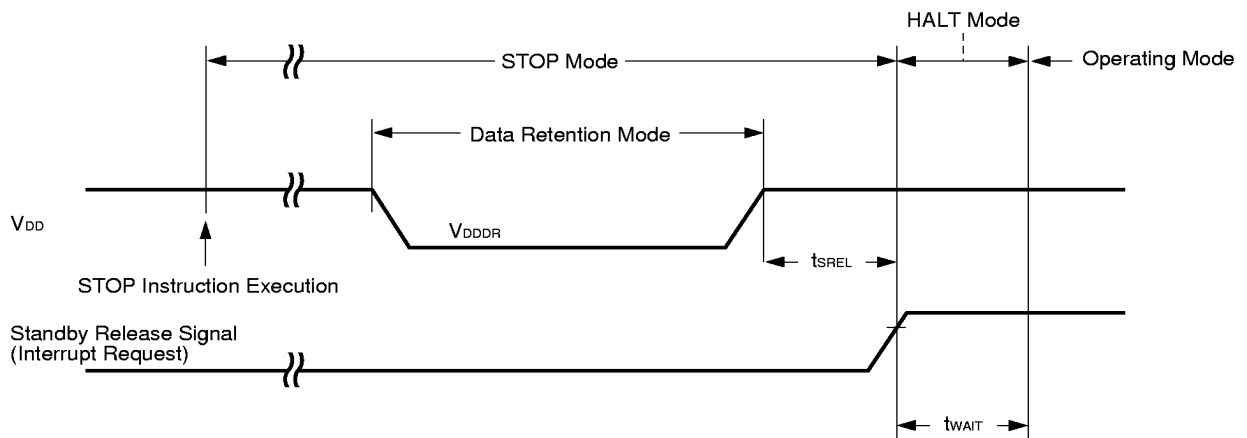 HALT Mode
STOP Mode
Operating Mode
Data Retention Mode
VDD
VDDDR
tSREL
STOP Instruction Execution
Standby Release Signal
(Interrupt Request)
tWAIT